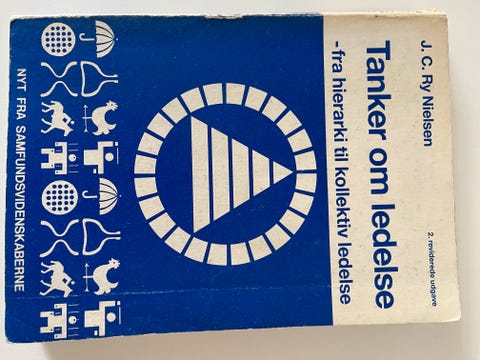 J. C. Ry Nielsen
Tanker om ledelse
- fra hierarki til kollektiv ledelse
2. reviderede udgave
NYT FRA SAMFUNDSVIDENSKABERNE